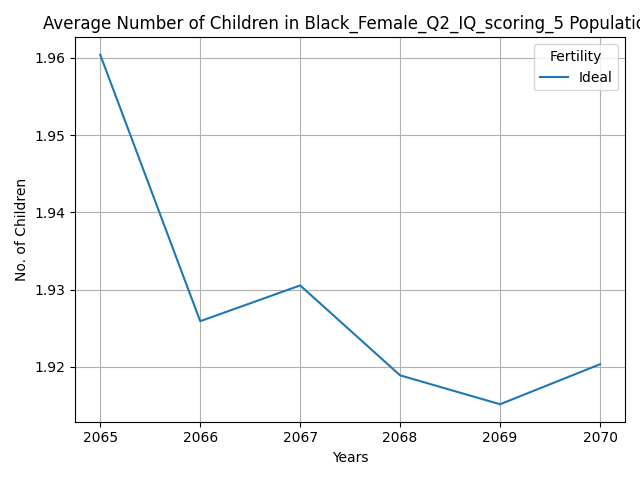 Average Number of Children in Black_Female_Q2_IQ_scoring_5 Populatio
Fertility
Ideal
1.96
1.95
1.94
1.93
1.92
No. of Children
2065 2066 2067 2068 2069 2070
Years